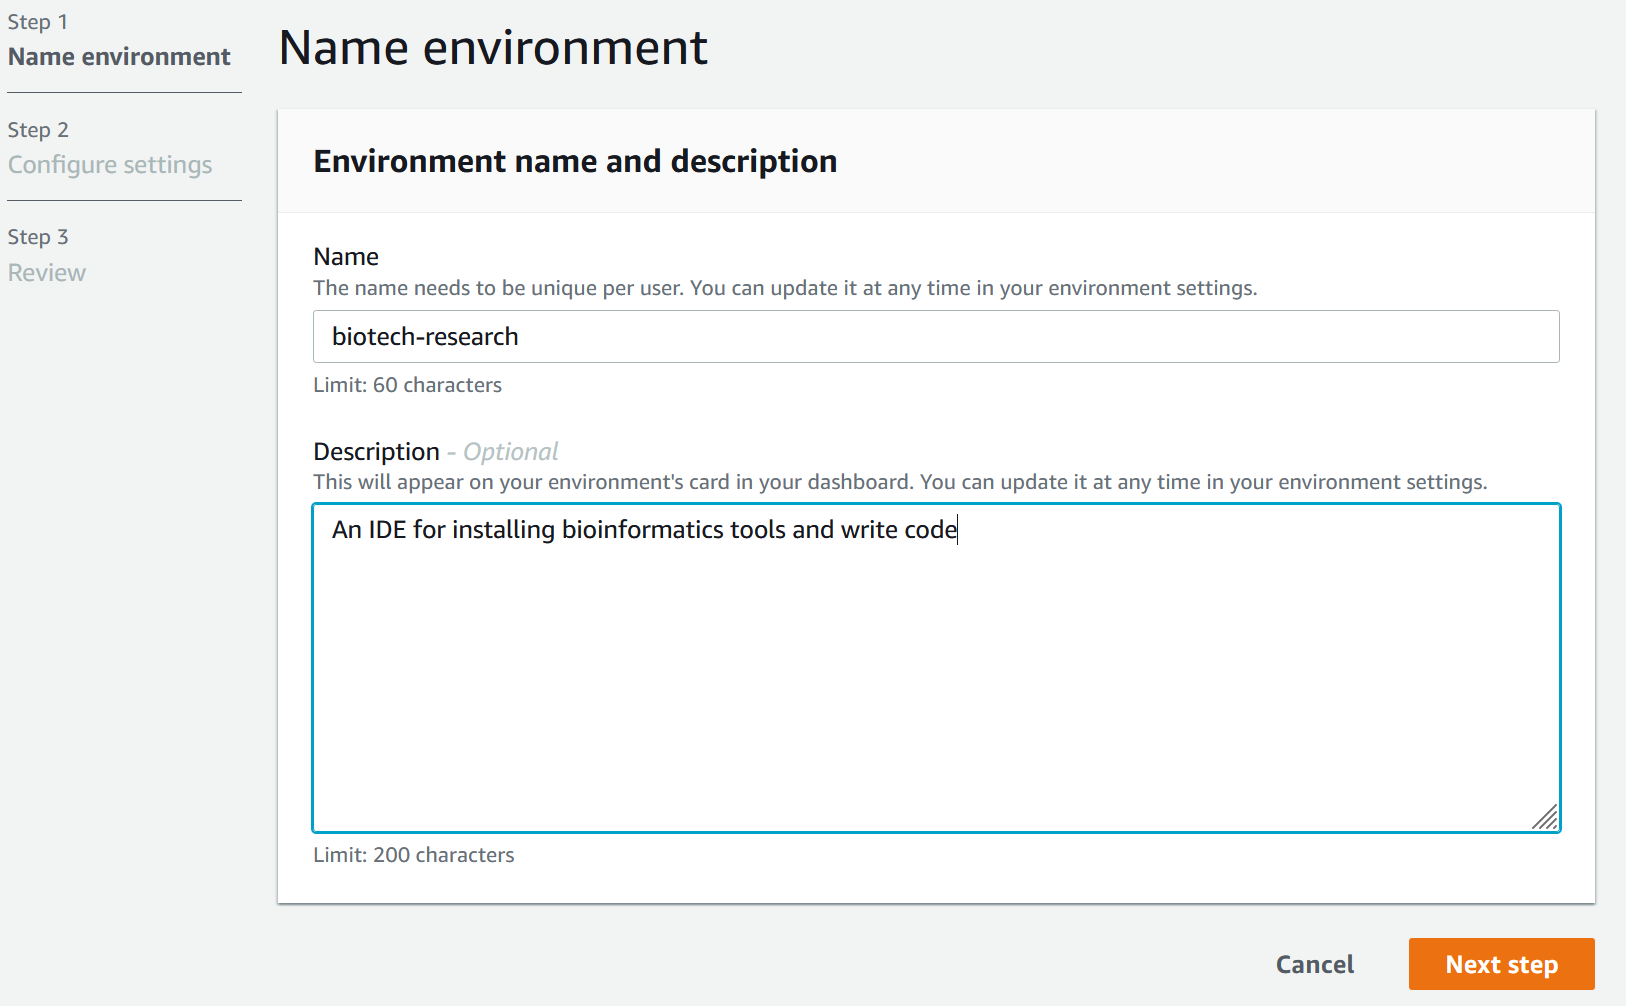 Step 1
Name environment
Step 2
Configure settings
Step 3
Review
Name environment
Environment name and description
Name
The name needs to be unique per user. You can update it at any time in your environment settings.
biotech-research
Limit: 60 characters
Description - Optional
This will appear on your environment's card in your dashboard. You can update it at any time in your environment settings.
An IDE for installing bioinformatics tools and write code
Limit: 200 characters
Cancel
Next step